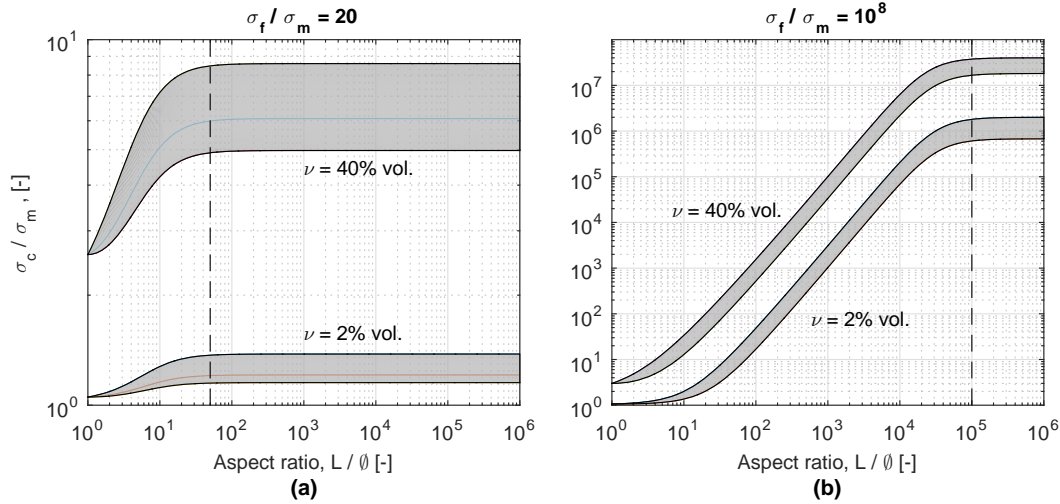 σf / σm = 20
σc / σm , [-]
10^1
10^0
ν = 40% vol.
ν = 2% vol.
10^0 10^1 10^2 10^3 10^4 10^5 10^6
Aspect ratio, L / ∅ [-]
(a)
σf / σm = 10^8
10^7
10^6
10^5
10^4
10^3
10^2
10^1
10^0
ν = 40% vol.
ν = 2% vol.
10^0 10^1 10^2 10^3 10^4 10^5 10^6
Aspect ratio, L / ∅ [-]
(b)